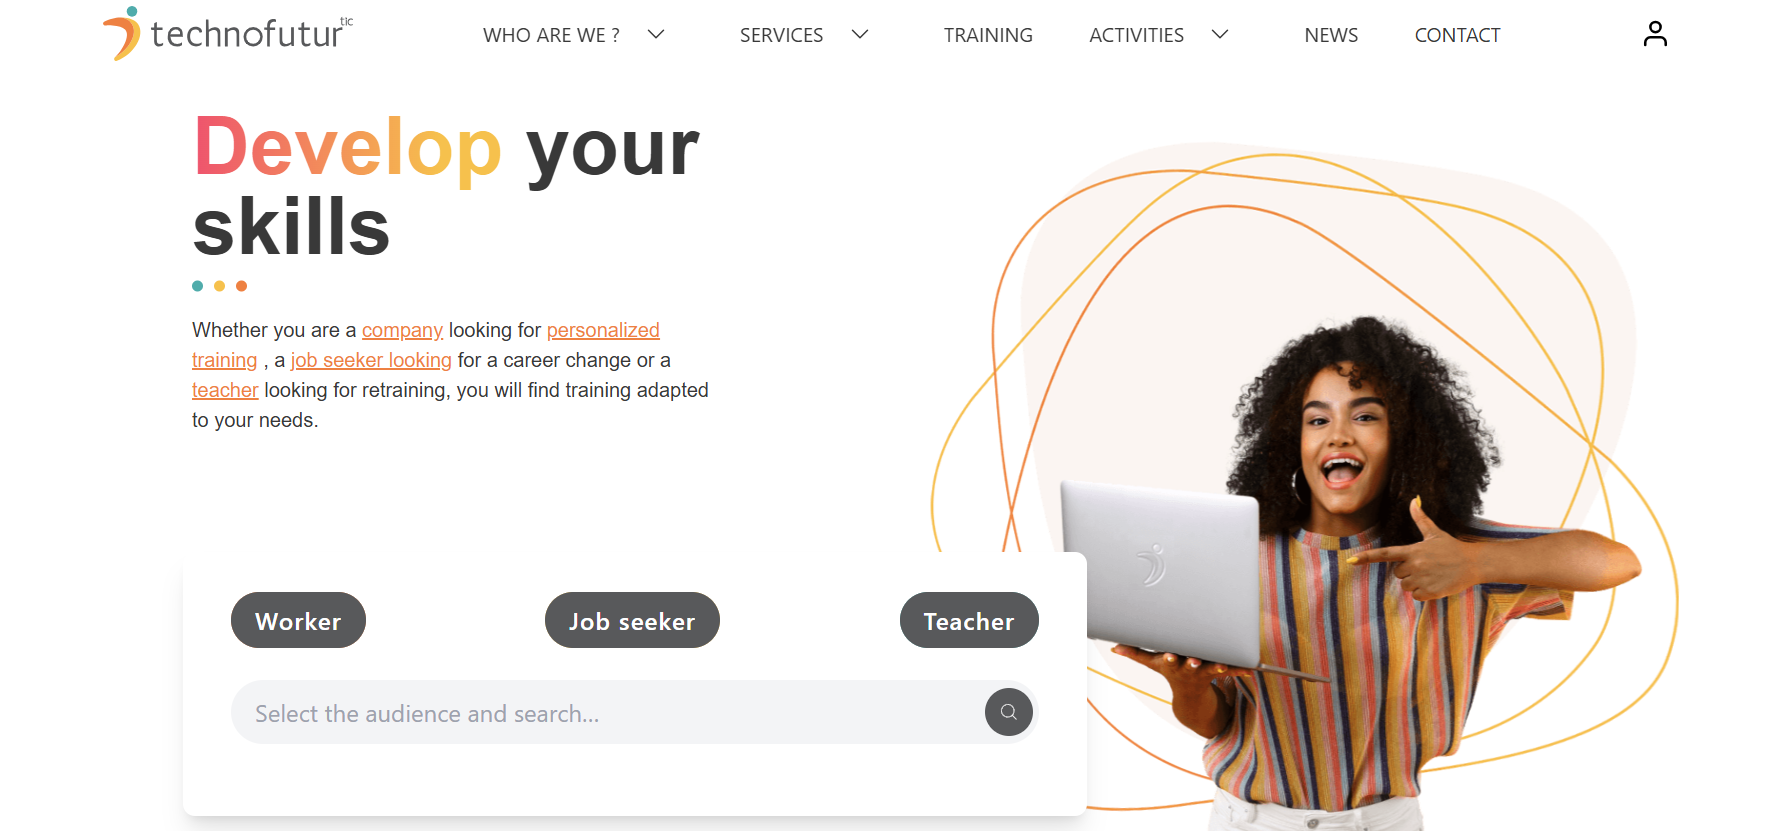 technofutur tic
WHO ARE WE ?
SERVICES
TRAINING
ACTIVITIES
NEWS
CONTACT
Develop your
skills
Whether you are a company looking for personalized
training , a job seeker looking for a career change or a
teacher looking for retraining, you will find training adapted
to your needs.
Worker
Job seeker
Teacher
Select the audience and search...